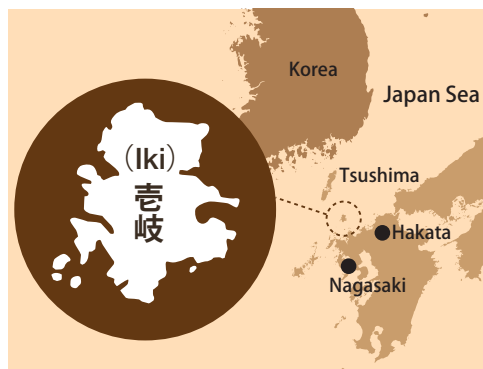 Korea
Japan Sea
(Iki)
壱
岐
Tsushima
Hakata
Nagasaki